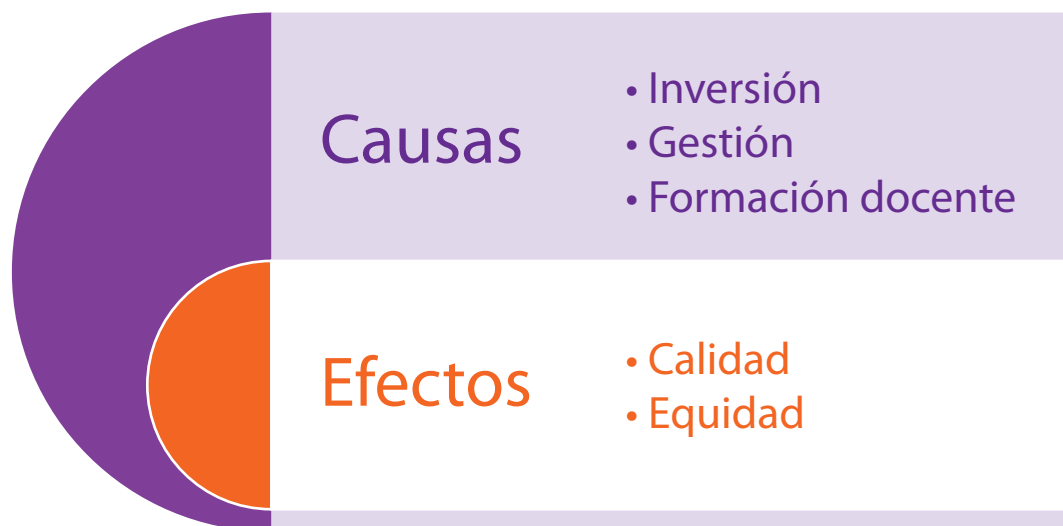 Causas
• Inversión
• Gestión
• Formación docente
Efectos
• Calidad
• Equidad